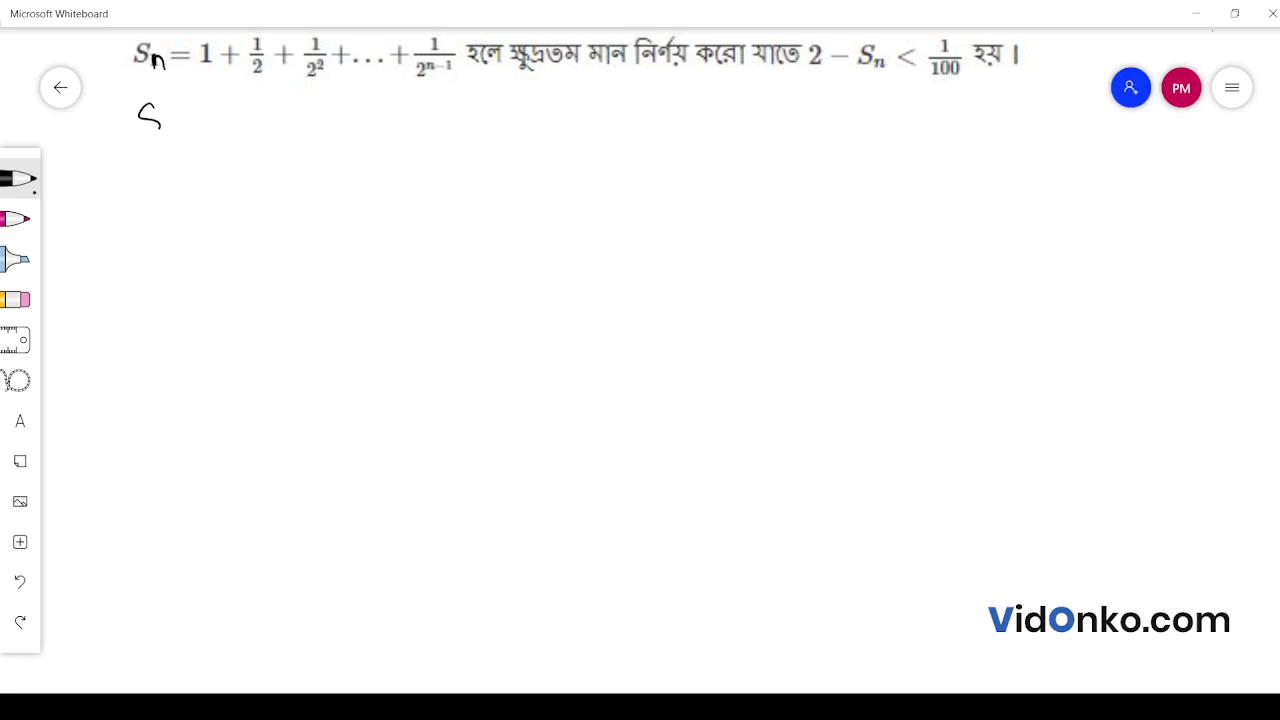 Microsoft Whiteboard
Sn = 1 + 1/2 + 1/2² + ... + 1/2ⁿ⁻¹ হলে ক্ষুদ্রতম মান নির্ণয় করো যাতে 2 − Sₙ < 1/100 হয় ।
PM
S
A
VidOnko.com